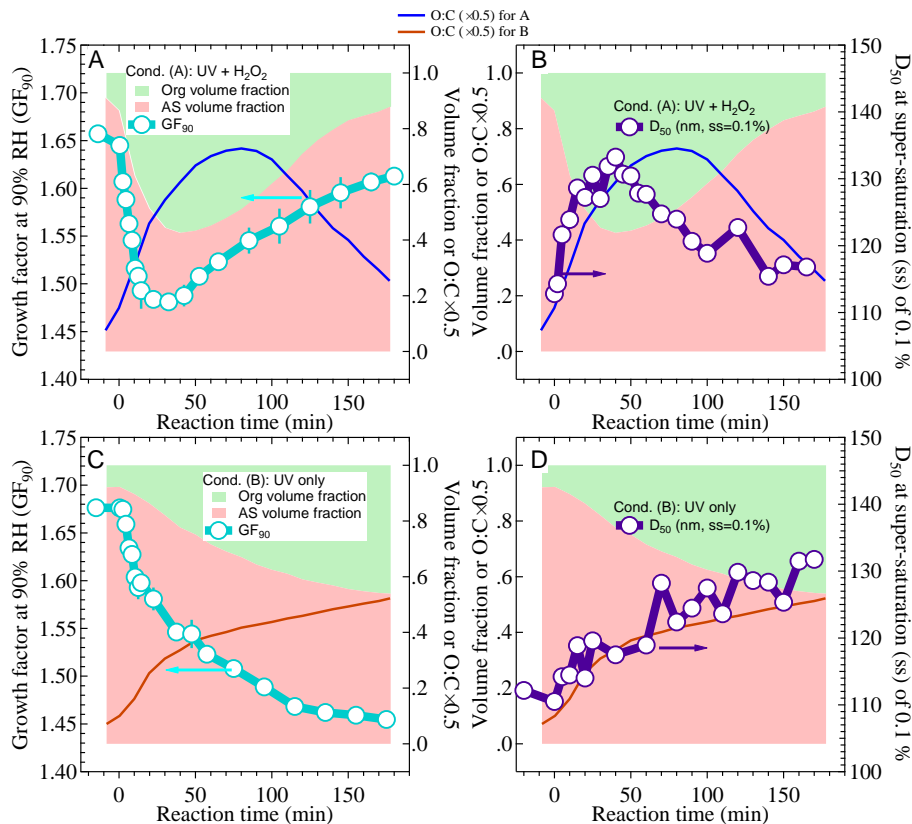 O:C (×0.5) for A
O:C (×0.5) for B
A
Cond. (A): UV + H₂O₂
Org volume fraction
AS volume fraction
GF₉₀
Growth factor at 90% RH (GF₉₀)
1.75
1.70
1.65
1.60
1.55
1.50
1.45
1.40
0
50
100
150
Reaction time (min)
1.0
.8
.6
.4
.2
.0
Volume fraction or O:C×0.5
B
Cond. (A): UV + H₂O₂
D₅₀ (nm, ss=0.1%)
Volume fraction or O:C ×0.5
1.0
.8
.6
.4
.2
.0
0
50
100
150
Reaction time (min)
150
140
130
120
110
100
D₅₀ at super-saturation (ss) of 0.1 %
C
Cond. (B): UV only
Org volume fraction
AS volume fraction
GF₉₀
Growth factor at 90% RH (GF₉₀)
1.75
1.70
1.65
1.60
1.55
1.50
1.45
1.40
0
50
100
150
Reaction time (min)
1.0
.8
.6
.4
.2
.0
Volume fraction or O:C×0.5
D
Cond. (B): UV only
D₅₀ (nm, ss=0.1%)
Volume fraction or O:C ×0.5
1.0
.8
.6
.4
.2
.0
0
50
100
150
Reaction time (min)
150
140
130
120
110
100
D₅₀ at super-saturation (ss) of 0.1 %